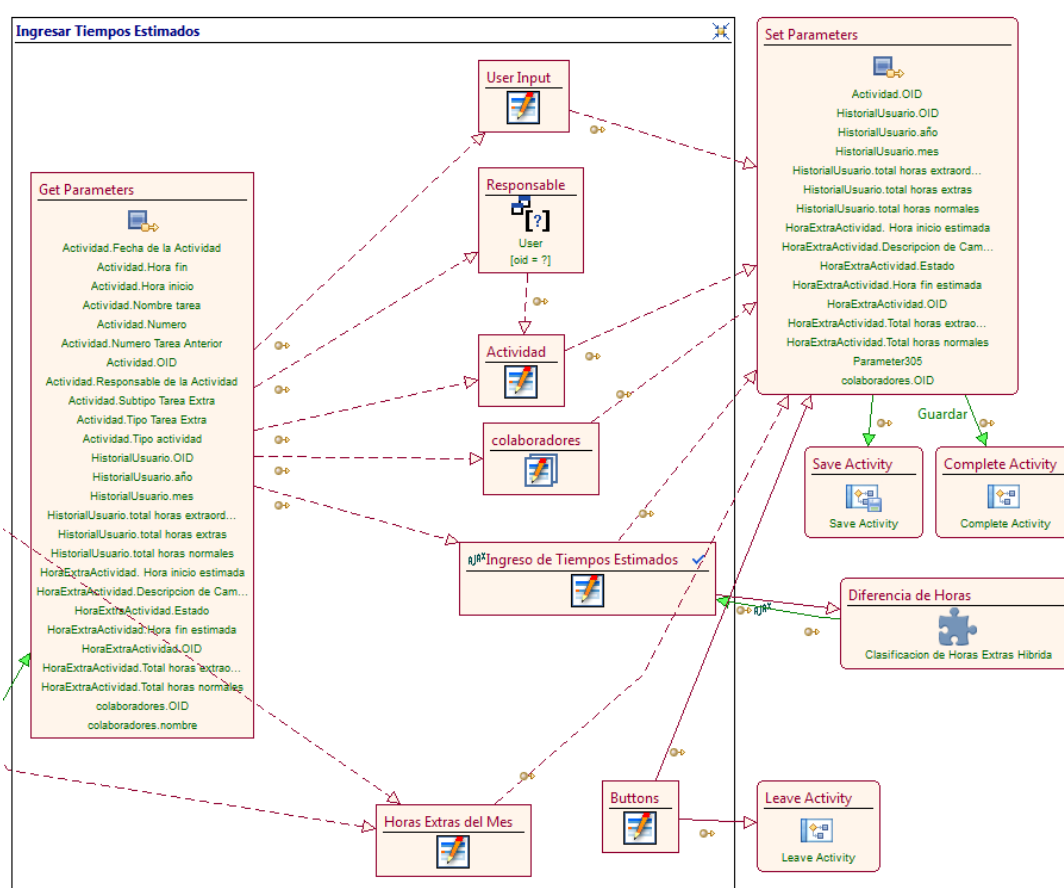 Ingresar Tiempos Estimados
Get Parameters
Actividad.Fecha de la Actividad
Actividad.Hora fin
Actividad.Hora inicio
Actividad.Nombre tarea
Actividad.Numero
Actividad.Numero Tarea Anterior
Actividad.OID
Actividad.Responsable de la Actividad
Actividad.Subtipo Tarea Extra
Actividad.Tipo Tarea Extra
Actividad.Tipo actividad
HistorialUsuario.OID
HistorialUsuario.año
HistorialUsuario.mes
HistorialUsuario.total horas extraord...
HistorialUsuario.total horas extras
HistorialUsuario.total horas normales
HoraExtraActividad. Hora inicio estimada
HoraExtraActividad.Descripcion de Cam...
HoraExtraActividad.Estado
HoraExtraActividad.Hora fin estimada
HoraExtraActividad.OID
HoraExtraActividad.Total horas extrao...
HoraExtraActividad.Total horas normales
colaboradores.OID
colaboradores.nombre
User Input
Responsable
[?]
User
[oid = ?]
Actividad
colaboradores
AJAX Ingreso de Tiempos Estimados
Horas Extras del Mes
Buttons
Set Parameters
Actividad.OID
HistorialUsuario.OID
HistorialUsuario.año
HistorialUsuario.mes
HistorialUsuario.total horas extraord...
HistorialUsuario.total horas extras
HistorialUsuario.total horas normales
HoraExtraActividad. Hora inicio estimada
HoraExtraActividad.Descripcion de Cam...
HoraExtraActividad.Estado
HoraExtraActividad.Hora fin estimada
HoraExtraActividad.OID
HoraExtraActividad.Total horas extrao...
HoraExtraActividad.Total horas normales
Parameter305
colaboradores.OID
Guardar
Save Activity
Save Activity
Complete Activity
Complete Activity
AJAX
Diferencia de Horas
Clasificacion de Horas Extras Hibrida
Leave Activity
Leave Activity